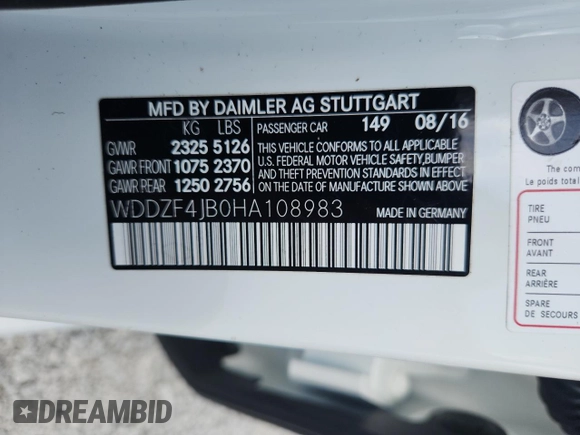 MFD BY DAIMLER AG STUTTGART
KG LBS PASSENGER CAR 149 08/16
GVWR 2325 5126
GAWR FRONT 1075 2370
GAWR REAR 1250 2756
THIS VEHICLE CONFORMS TO ALL APPLICABLE
U.S. FEDERAL MOTOR VEHICLE SAFETY, BUMPER
AND THEFT PREVENTION STANDARDS IN EFFECT
ON THE DATE OF MANUFACTURE SHOWN ABOVE.
WDDZF4JB0HA108983
The com
Le poids total
TIRE
PNEU
FRONT
AVANT
REAR
ARRIÈRE
SPARE
DE SECOURS
DREAMBID